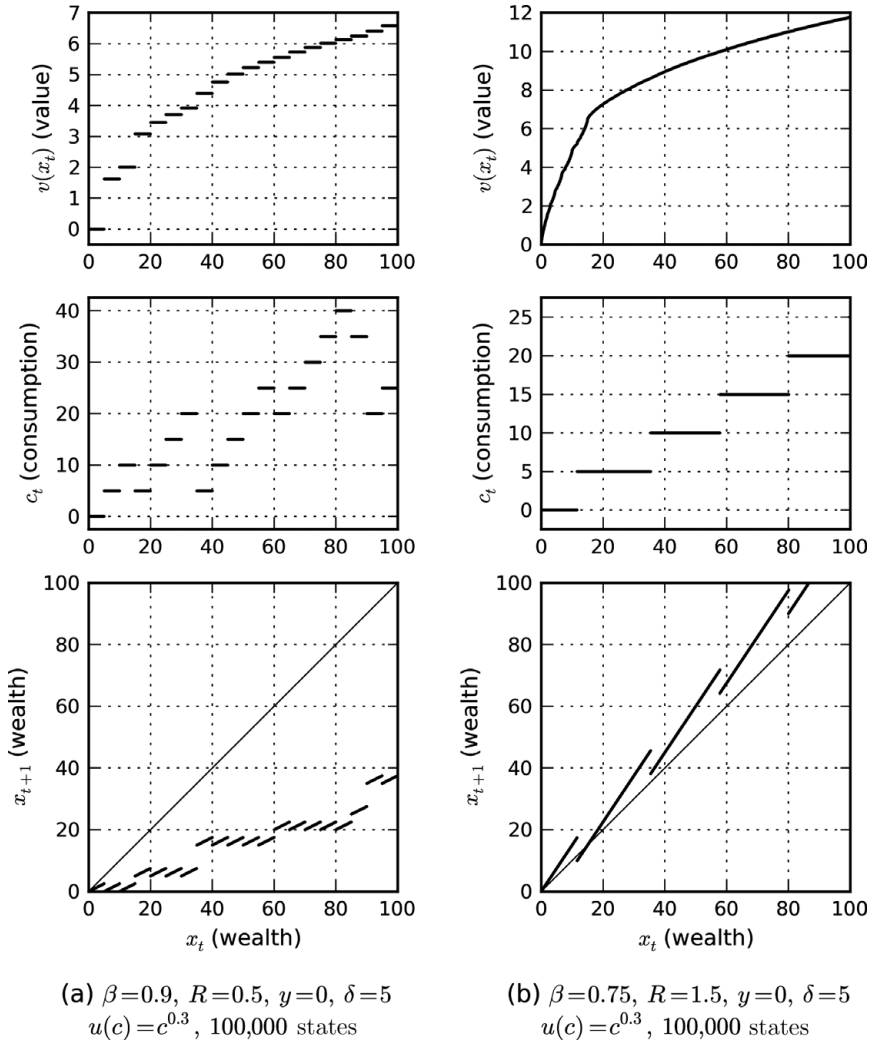 7
6
5
4
3
2
1
0
v(x_t) (value)
0 20 40 60 80 100
40
30
20
10
0
c_t (consumption)
0 20 40 60 80 100
100
80
60
40
20
0
x_{t+1} (wealth)
0 20 40 60 80 100
x_t (wealth)
(a) β=0.9, R=0.5, y=0, δ=5
u(c)=c^{0.3}, 100,000 states
12
10
8
6
4
2
0
v(x_t) (value)
0 20 40 60 80 100
25
20
15
10
5
0
c_t (consumption)
0 20 40 60 80 100
100
80
60
40
20
0
x_{t+1} (wealth)
0 20 40 60 80 100
x_t (wealth)
(b) β=0.75, R=1.5, y=0, δ=5
u(c)=c^{0.3}, 100,000 states